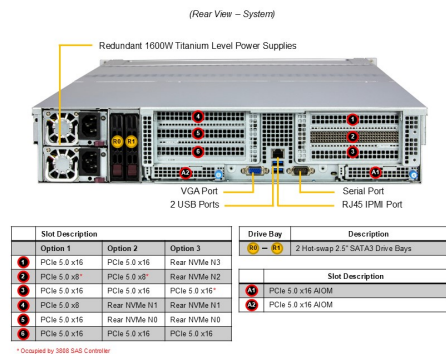 (Rear View – System)
Redundant 1600W Titanium Level Power Supplies
4
1
R0 R1
5
2
6
3
A2
A1
VGA Port
Serial Port
2 USB Ports
RJ45 IPMI Port
Slot Description
Option 1 Option 2 Option 3
1 PCIe 5.0 x16 PCIe 5.0 x16 Rear NVMe N3
2 PCIe 5.0 x8* PCIe 5.0 x8* Rear NVMe N2
3 PCIe 5.0 x16 PCIe 5.0 x16 PCIe 5.0 x16*
4 PCIe 5.0 x8 Rear NVMe N1 Rear NVMe N1
5 PCIe 5.0 x16 Rear NVMe N0 Rear NVMe N0
6 PCIe 5.0 x16 PCIe 5.0 x16 PCIe 5.0 x16
* Occupied by 3888 SAS Controller
Drive Bay Description
R0 – R1 2 Hot-swap 2.5" SATA3 Drive Bays
Slot Description
A1 PCIe 5.0 x16 AIOM
A2 PCIe 5.0 x16 AIOM